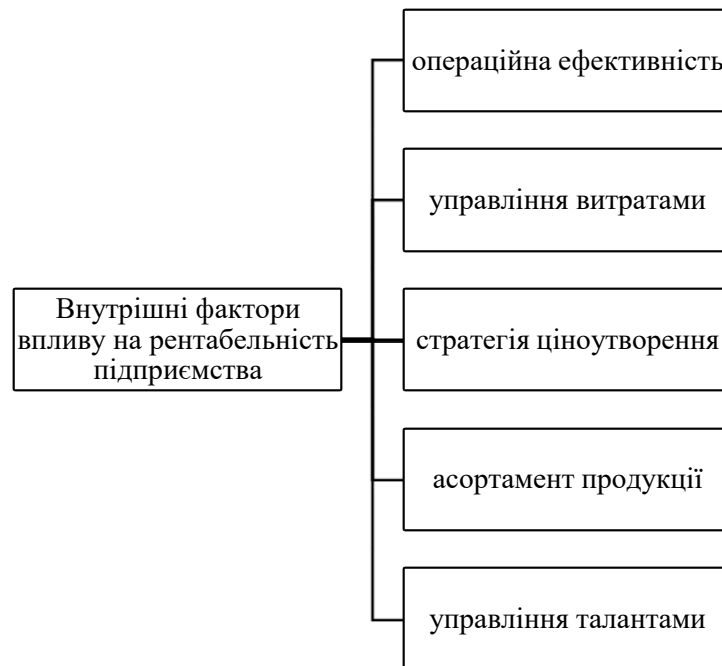 операційна ефективність
управління витратами
Внутрішні фактори
впливу на рентабельність
підприємства
стратегія ціноутворення
асортамент продукції
управління талантами